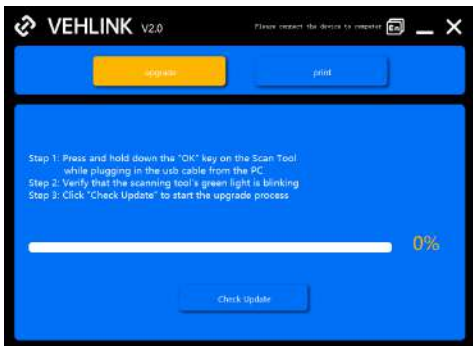 VEHLINK V2.0
Please connect the device to computer
En
upgrade
print
Step 1: Press and hold down the "OK" key on the Scan Tool
while plugging in the usb cable from the PC
Step 2: Verify that the scanning tool's green light is blinking
Step 3: Click "Check Update" to start the upgrade process
0%
Check Update